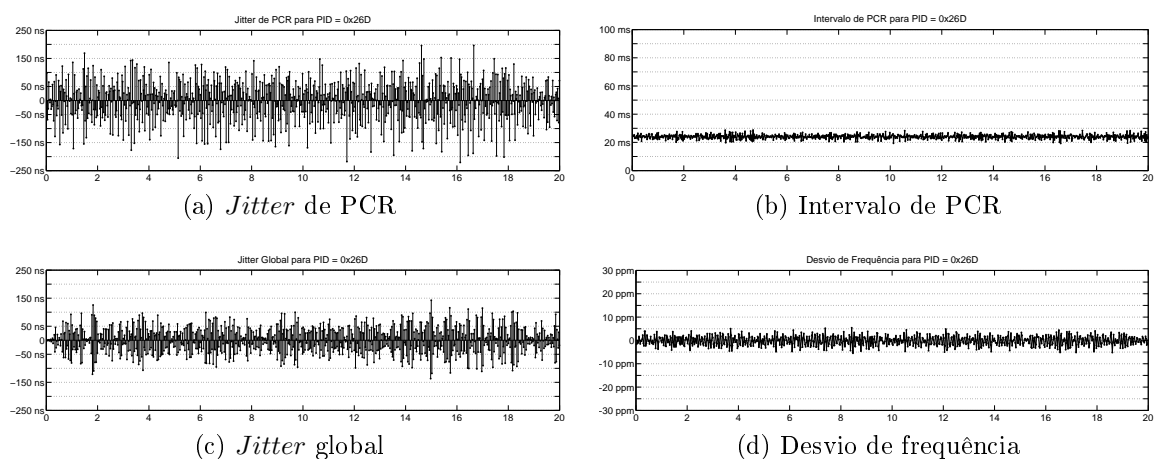 Jitter de PCR para PID = 0x26D
250 ns
150 ns
50 ns
0
−50 ns
−150 ns
−250 ns
0 2 4 6 8 10 12 14 16 18 20
(a) Jitter de PCR
Intervalo de PCR para PID = 0x26D
100 ms
80 ms
60 ms
40 ms
20 ms
0
0 2 4 6 8 10 12 14 16 18 20
(b) Intervalo de PCR
Jitter Global para PID = 0x26D
250 ns
150 ns
50 ns
0
−50 ns
−150 ns
−250 ns
0 2 4 6 8 10 12 14 16 18 20
(c) Jitter global
Desvio de Frequência para PID = 0x26D
30 ppm
20 ppm
10 ppm
0
-10 ppm
-20 ppm
-30 ppm
0 2 4 6 8 10 12 14 16 18 20
(d) Desvio de frequência